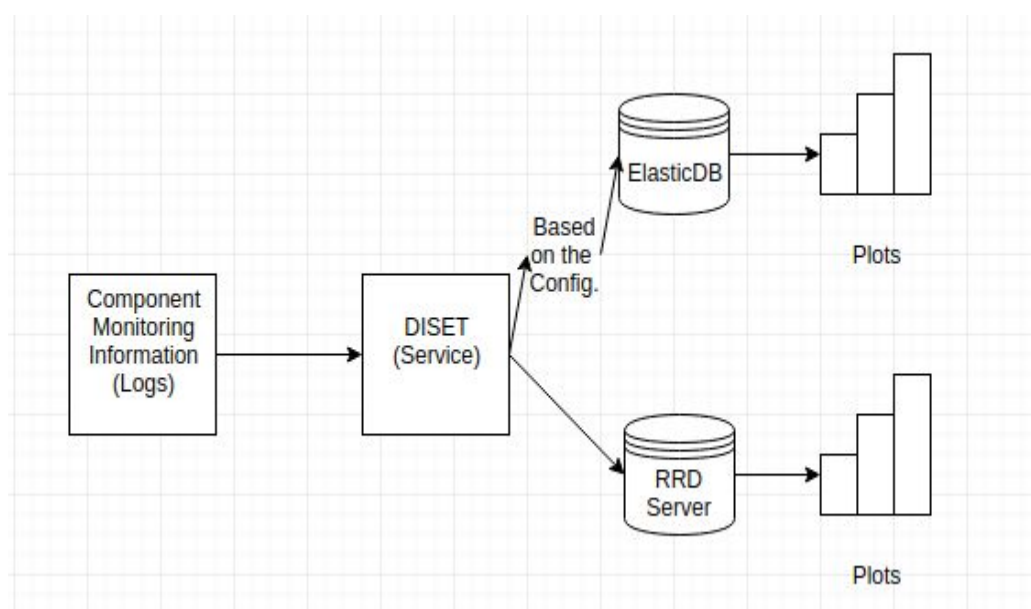 Component
Monitoring
Information
(Logs)
DISET
(Service)
Based
on the
Config.
ElasticDB
Plots
RRD
Server
Plots